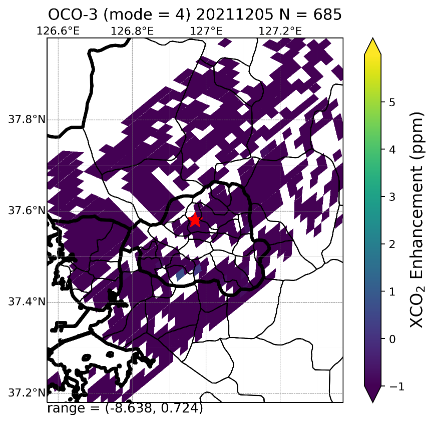 OCO-3 (mode = 4) 20211205 N = 685
126.6°E 126.8°E 127°E 127.2°E
37.8°N
37.6°N
37.4°N
37.2°N
5
4
3
2
1
0
−1
XCO₂ Enhancement (ppm)
range = (-8.638, 0.724)